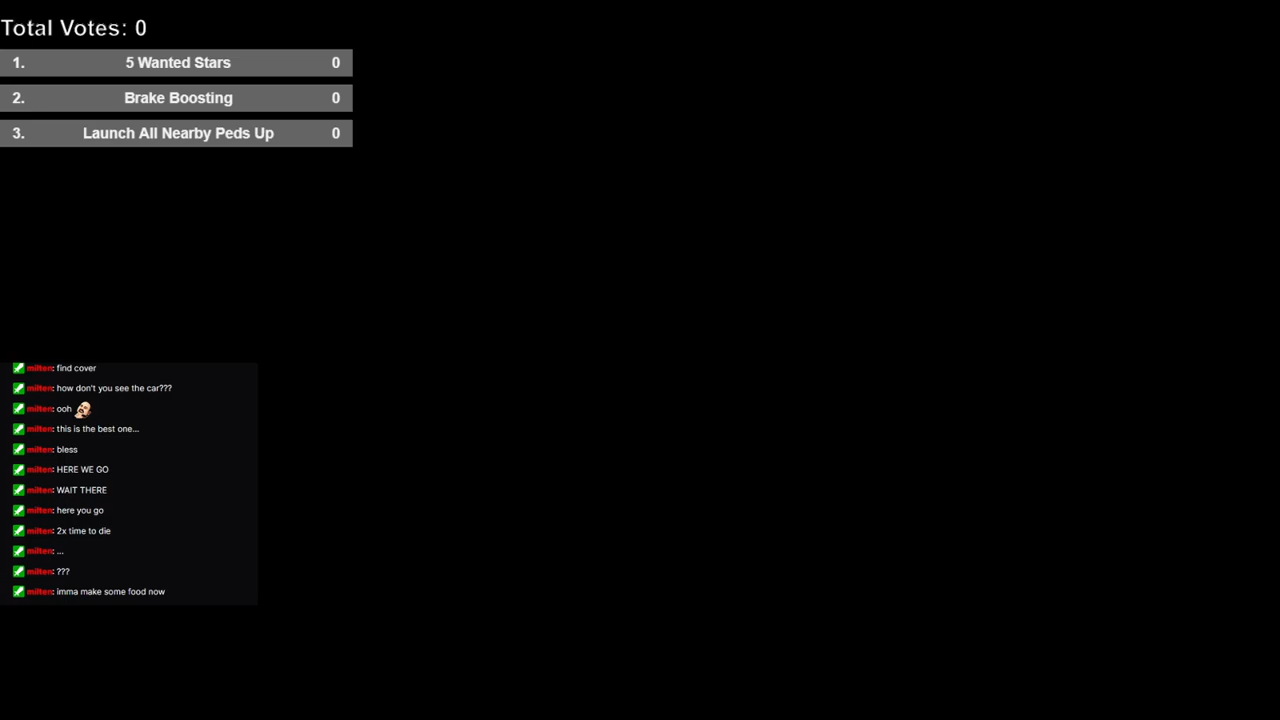 Total Votes: 0
1. 5 Wanted Stars 0
2. Brake Boosting 0
3. Launch All Nearby Peds Up 0
milten: find cover
milten: how don't you see the car???
milten: ooh
milten: this is the best one...
milten: bless
milten: HERE WE GO
milten: WAIT THERE
milten: here you go
milten: 2x time to die
milten: ...
milten: ???
milten: imma make some food now